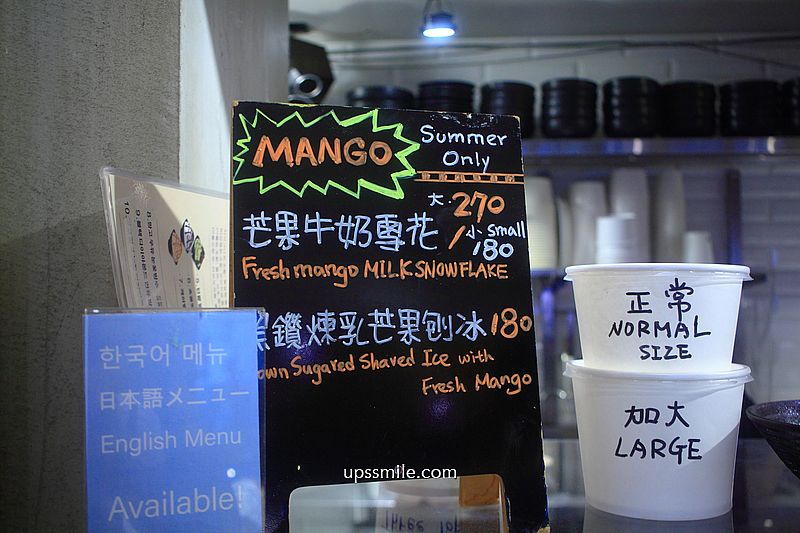 MANGO
Summer
Only
大.270
芒果牛奶雪花 / 小 small
180
Fresh mango MILK SNOWFLAKE
鑽煉乳芒果刨冰 180
Sugared Shaved Ice with
Fresh Mango
한국어 메뉴
日本語メニュー
English Menu
Available!
正常
NORMAL
SIZE
加大
LARGE
upssmile.com